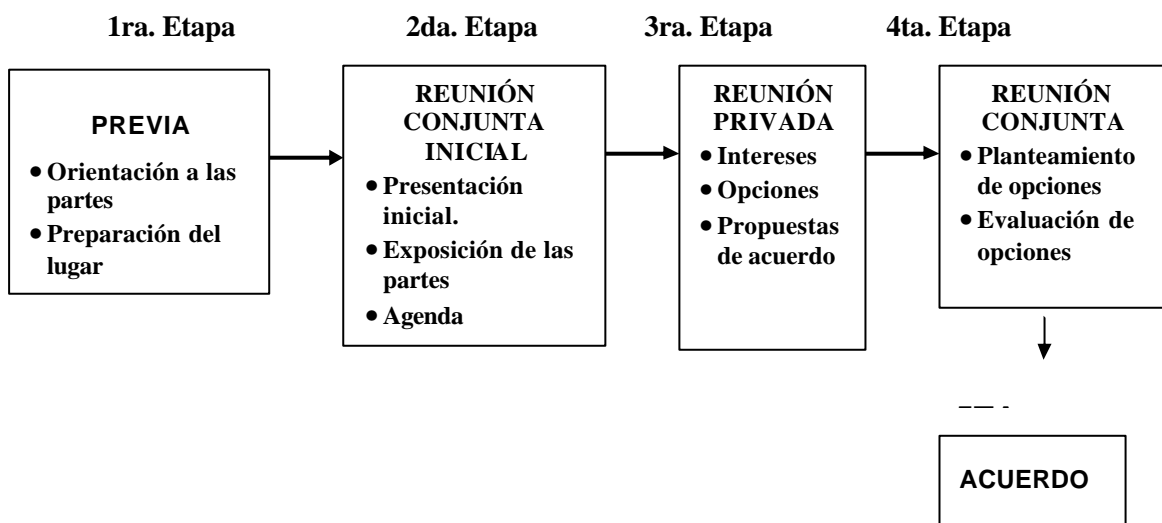 1ra. Etapa
2da. Etapa
3ra. Etapa
4ta. Etapa
PREVIA
• Orientación a las
partes
• Preparación del
lugar
REUNIÓN
CONJUNTA
INICIAL
• Presentación
inicial.
• Exposición de las
partes
• Agenda
REUNIÓN
PRIVADA
• Intereses
• Opciones
• Propuestas
de acuerdo
REUNIÓN
CONJUNTA
• Planteamiento
de opciones
• Evaluación de
opciones
ACUERDO